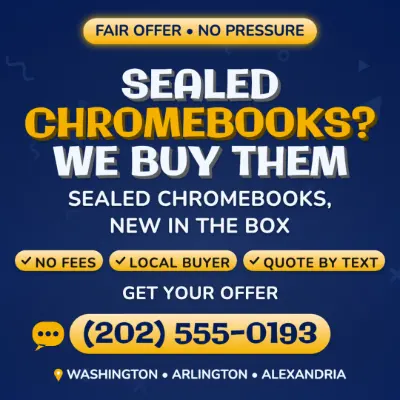 FAIR OFFER • NO PRESSURE
SEALED
CHROMEBOOKS?
WE BUY THEM
SEALED CHROMEBOOKS,
NEW IN THE BOX
✓ NO FEES ✓ LOCAL BUYER ✓ QUOTE BY TEXT
GET YOUR OFFER
(202) 555-0193
WASHINGTON • ARLINGTON • ALEXANDRIA